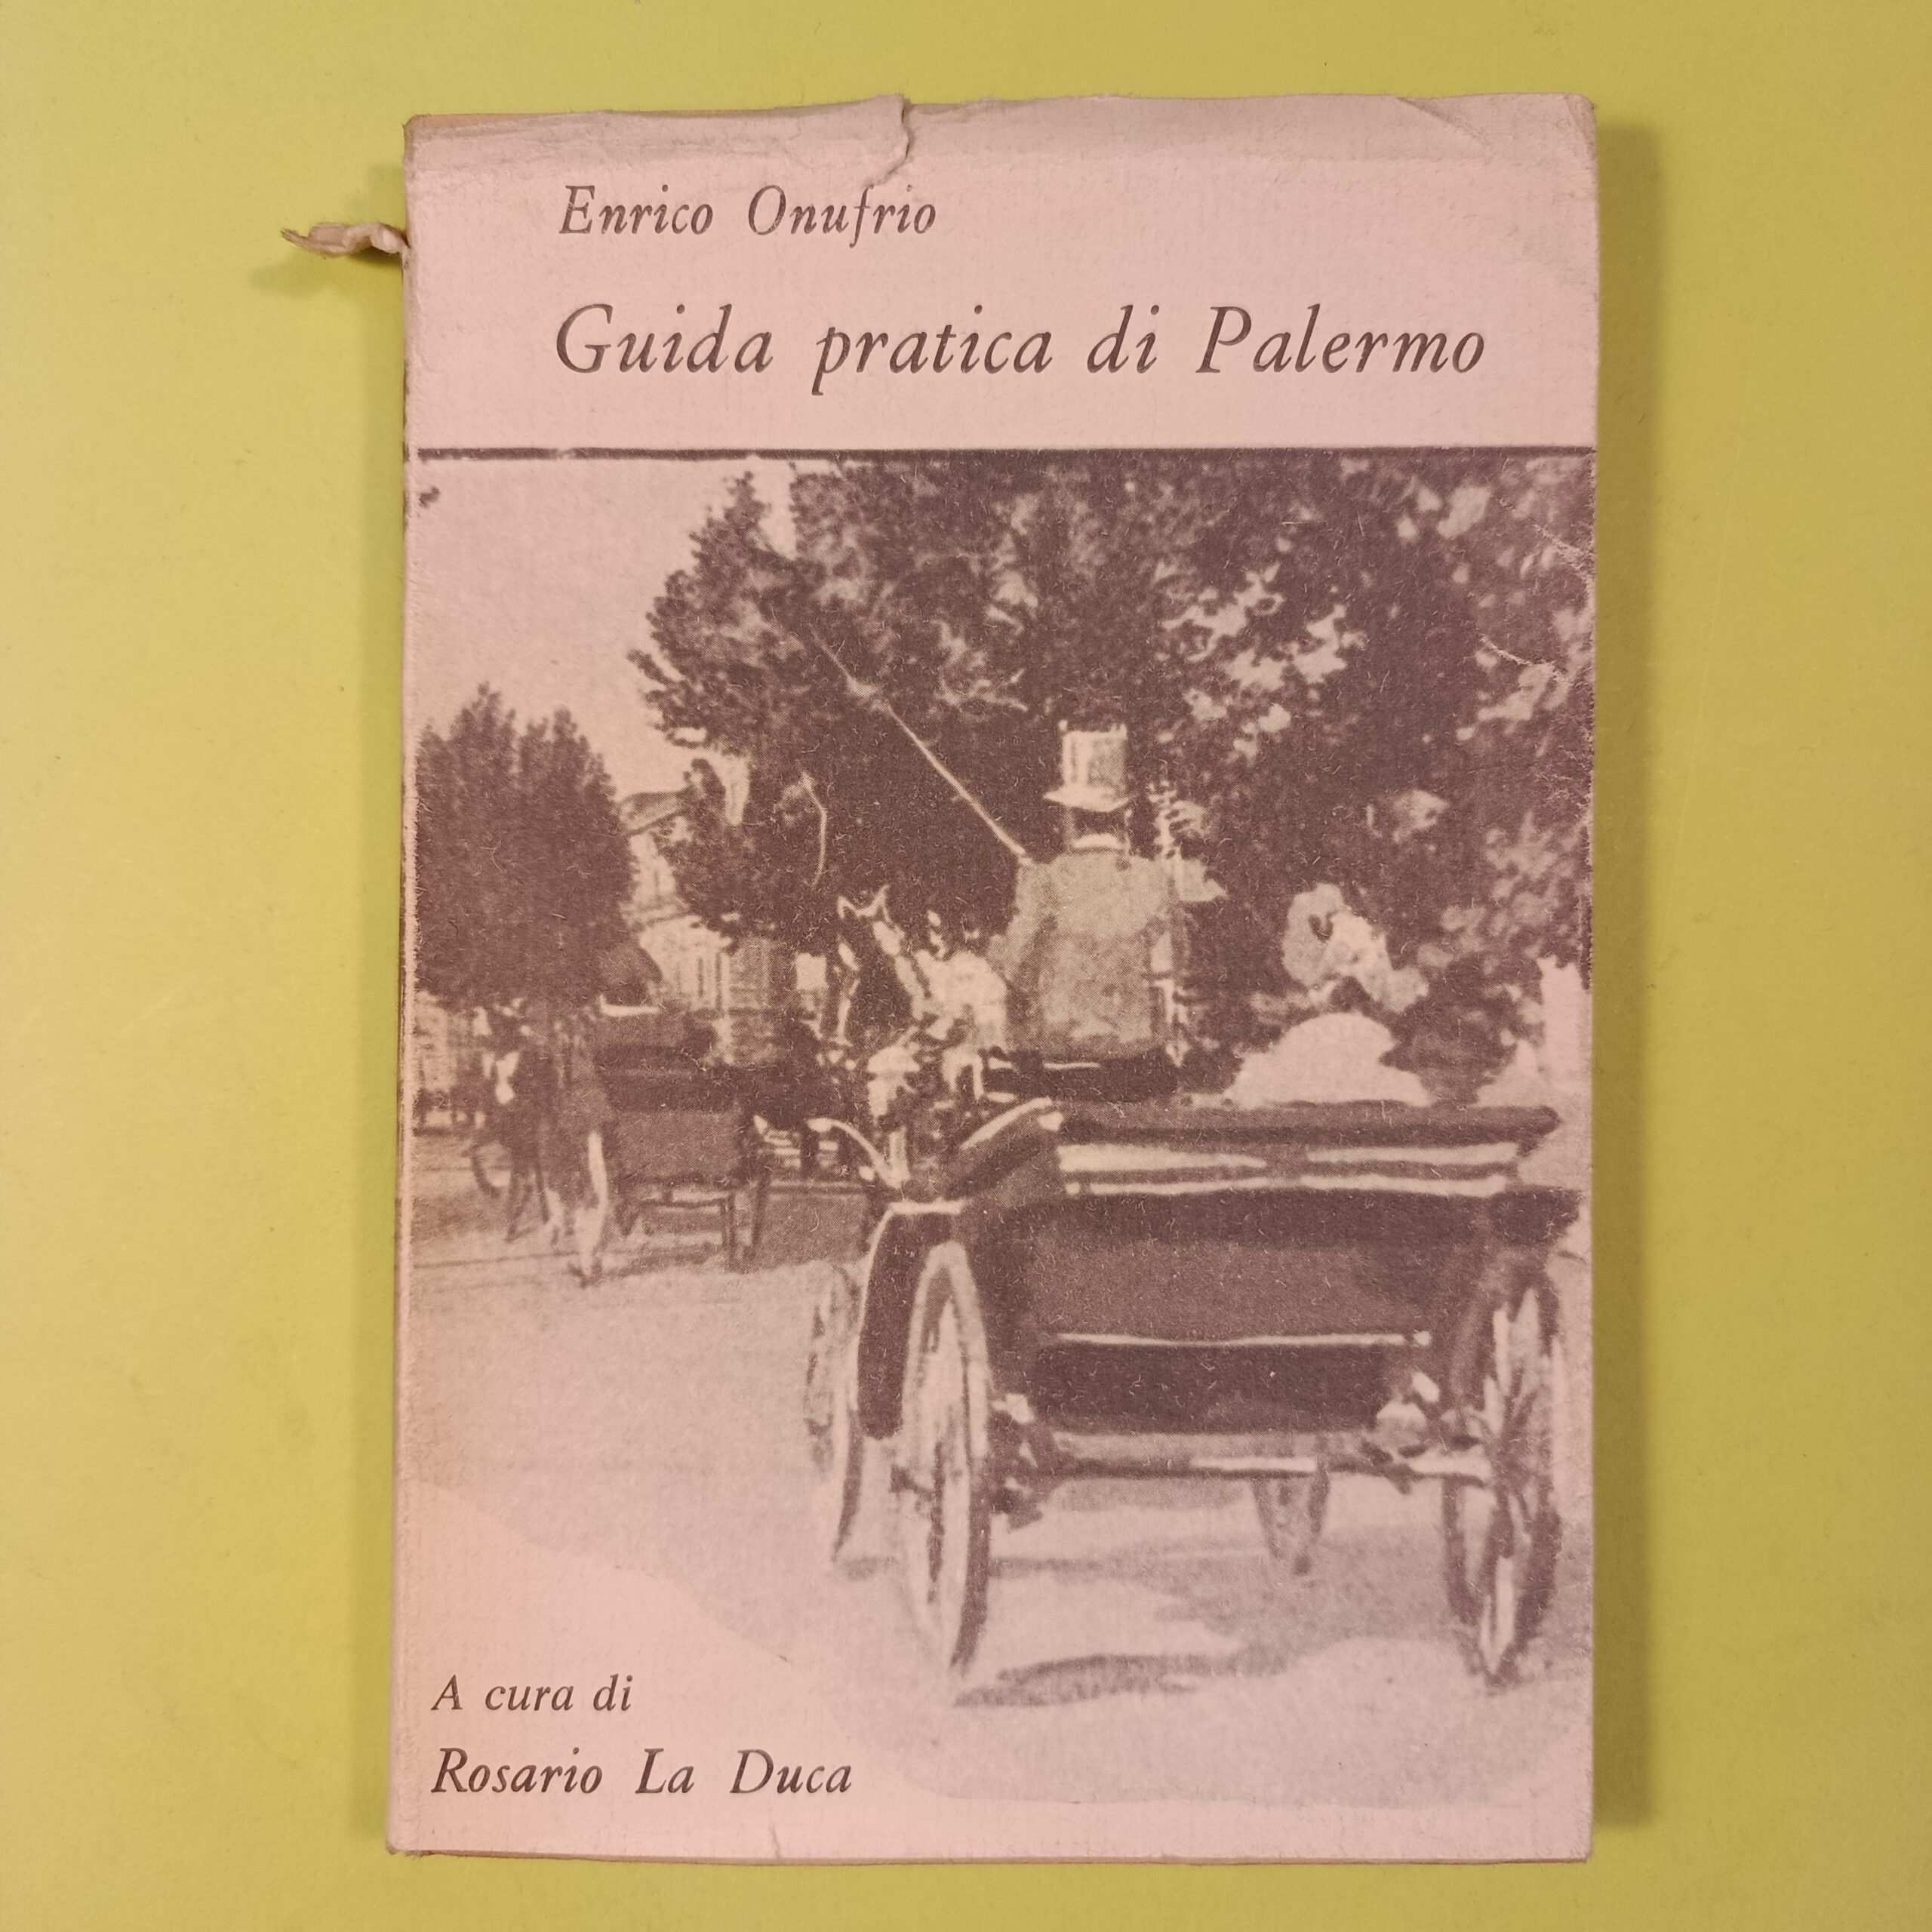 Enrico Onufrio
Guida pratica di Palermo
A cura di
Rosario La Duca